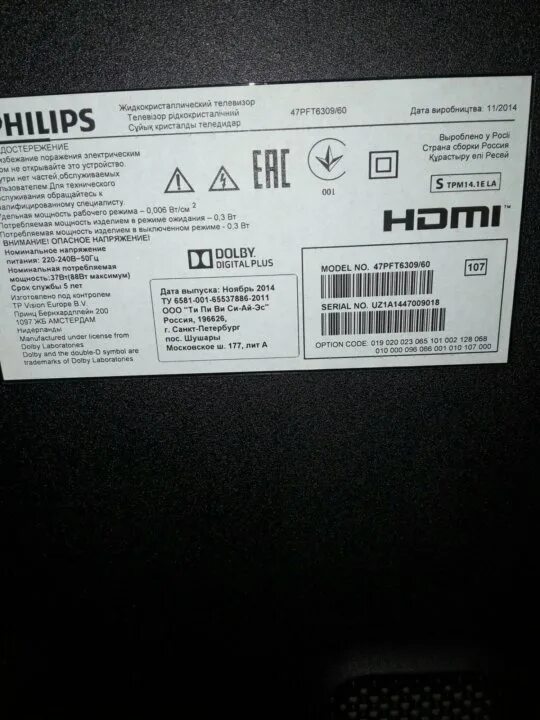 PHILIPS
Жидкокристаллический телевизор
Телевізор рідкокристалічний
Сұйық кристалды теледидар
47PFT6309/60
Дата виробництва: 11/2014
ДОСТЕРЕЖЕНИЕ
избежание поражения электрическим
ом не открывайте это устройство.
утри нет частей,обслуживаемых
льзователем Для технического
служивания обращайтесь к
алифицированному специалисту.
дельная мощность рабочего режима – 0,006 Вт/см 2
Потребляемая мощность изделием в режиме ожидания – 0.3 Вт
Потребляемая мощность изделием в выключенном режиме - 0,3 Вт
ВНИМАНИЕ! ОПАСНОЕ НАПРЯЖЕНИЕ!
Номинальное напряжение
питания: 220-240В~50Гц
Номинальная потребляемая
мощность:37Вт(88Вт максимум)
Срок службы 5 лет
Изготовлено под контролем
TP Vision Europe B.V.
Принц Бернхардплейн 200
1097 ЖБ АМСТЕРДАМ
Нидерланды
Manufactured under license from
Dolby Laboratories
Dolby and the double-D symbol are
trademarks of Dolby Laboratories
EAC
100
Вироблено у Росії
Страна сборки Россия
Құрастыру елі Ресей
S TPM14.1E LA
HDMI™
DOLBY
DIGITAL PLUS
Дата выпуска: Ноябрь 2014
ТУ 6581-001-65537886-2011
ООО "Ти Пи Ви Си-Ай-Эс"
Россия, 196626,
г. Санкт-Петербург
пос. Шушары
Московское ш. 177, лит А
MODEL NO. 47PFT6309/60
107
SERIAL NO. UZ1A1447009018
OPTION CODE: 019 020 023 065 101 002 128 068
010 000 096 086 001 010 107 000